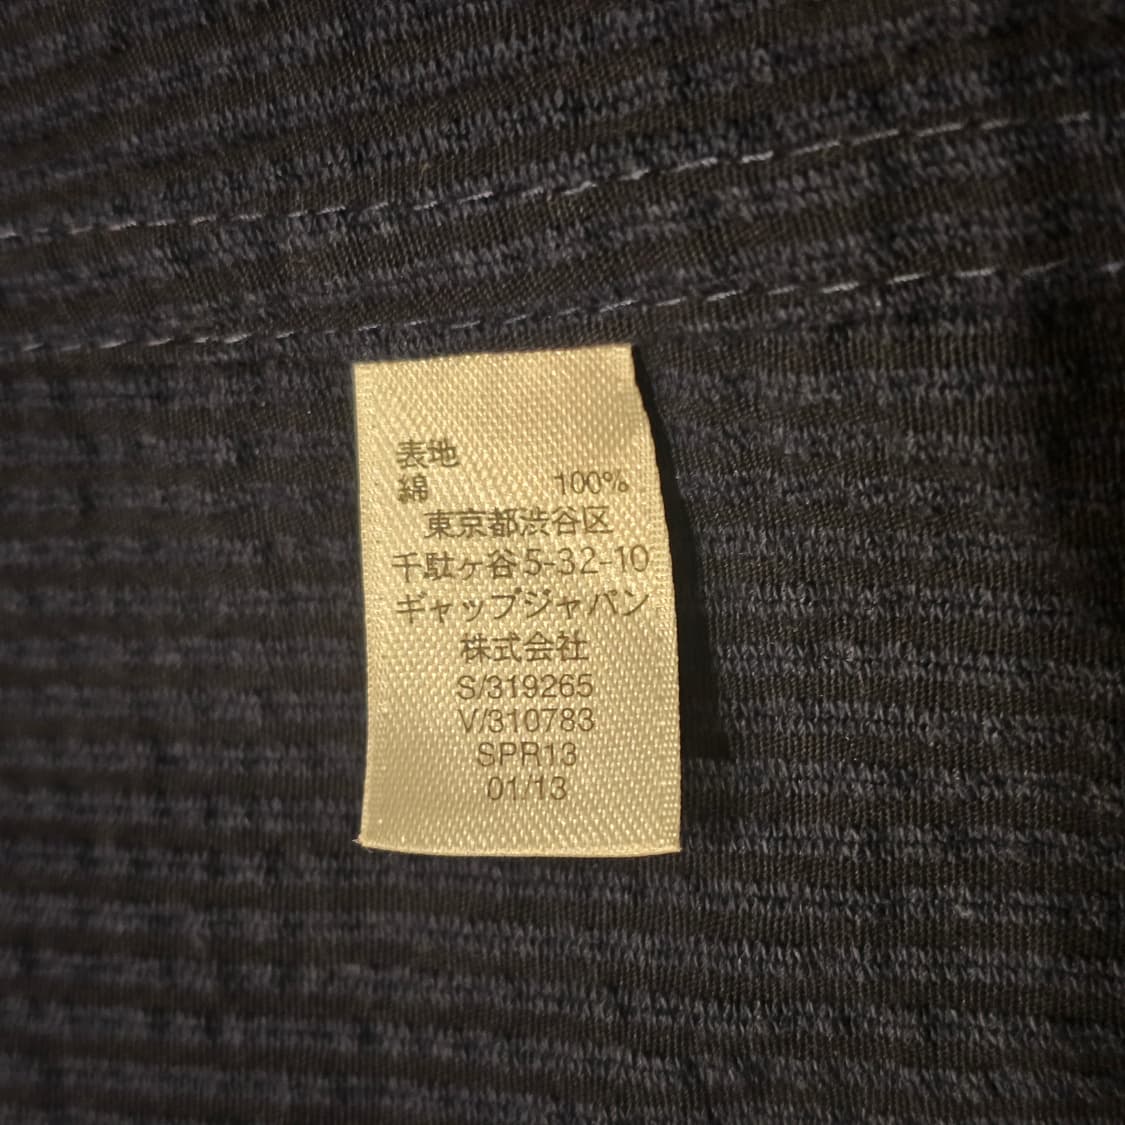 表地
綿 100%
東京都渋谷区
千駄ヶ谷5-32-10
ギャップジャパン
株式会社
S/319265
V/310783
SPR13
01/13